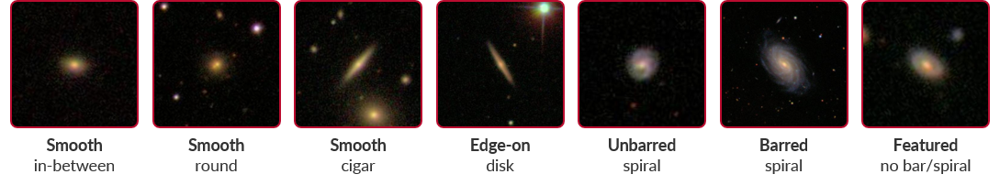 Smooth
in-between
Smooth
round
Smooth
cigar
Edge-on
disk
Unbarred
spiral
Barred
spiral
Featured
no bar/spiral